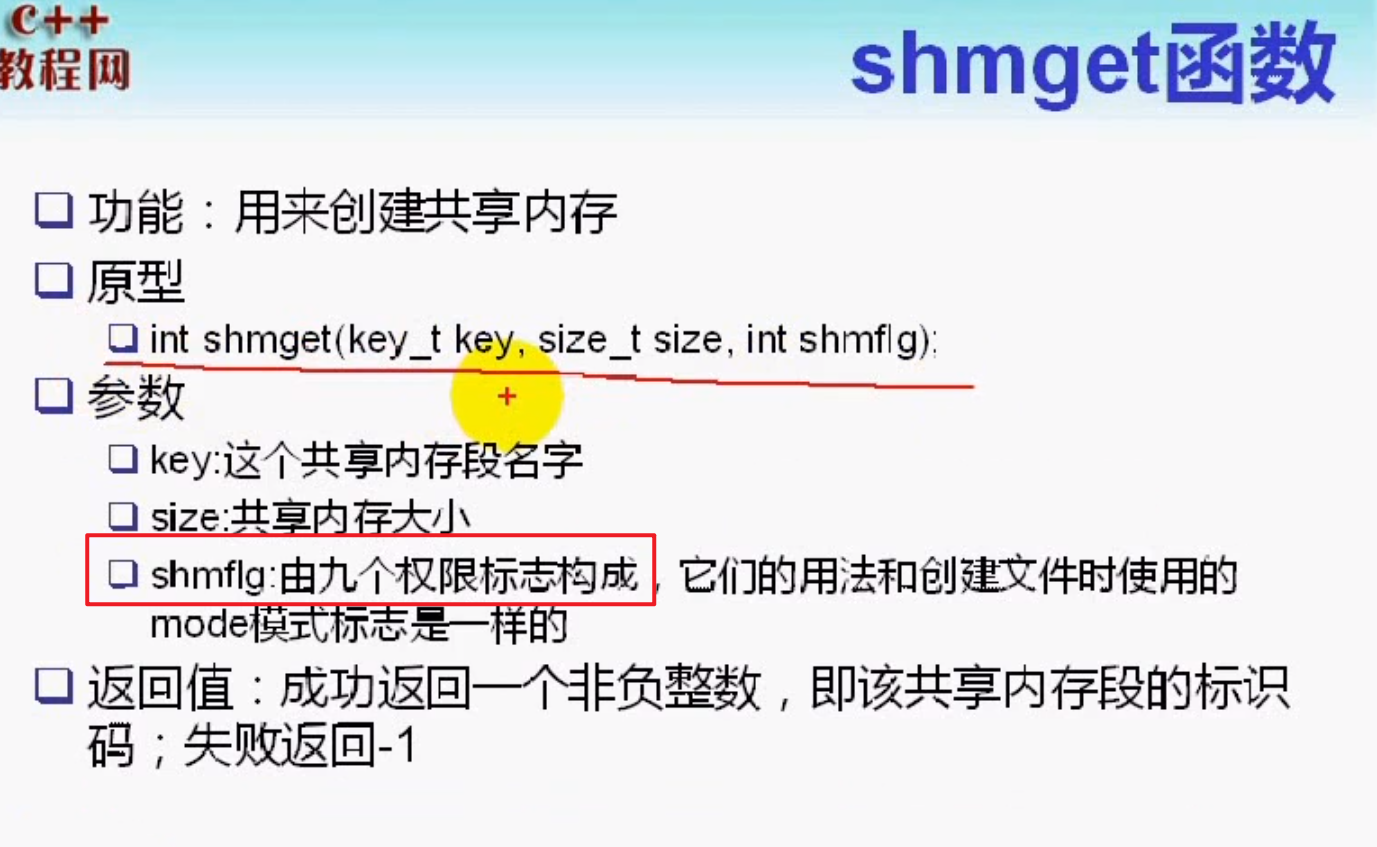 C++
教程网
shmget函数
功能：用来创建共享内存
原型
int shmget(key_t key, size_t size, int shmflg);
参数
key:这个共享内存段名字
size:共享内存大小
shmflg:由九个权限标志构成，它们的用法和创建文件时使用的
mode模式标志是一样的
返回值：成功返回一个非负整数，即该共享内存段的标识
码；失败返回-1